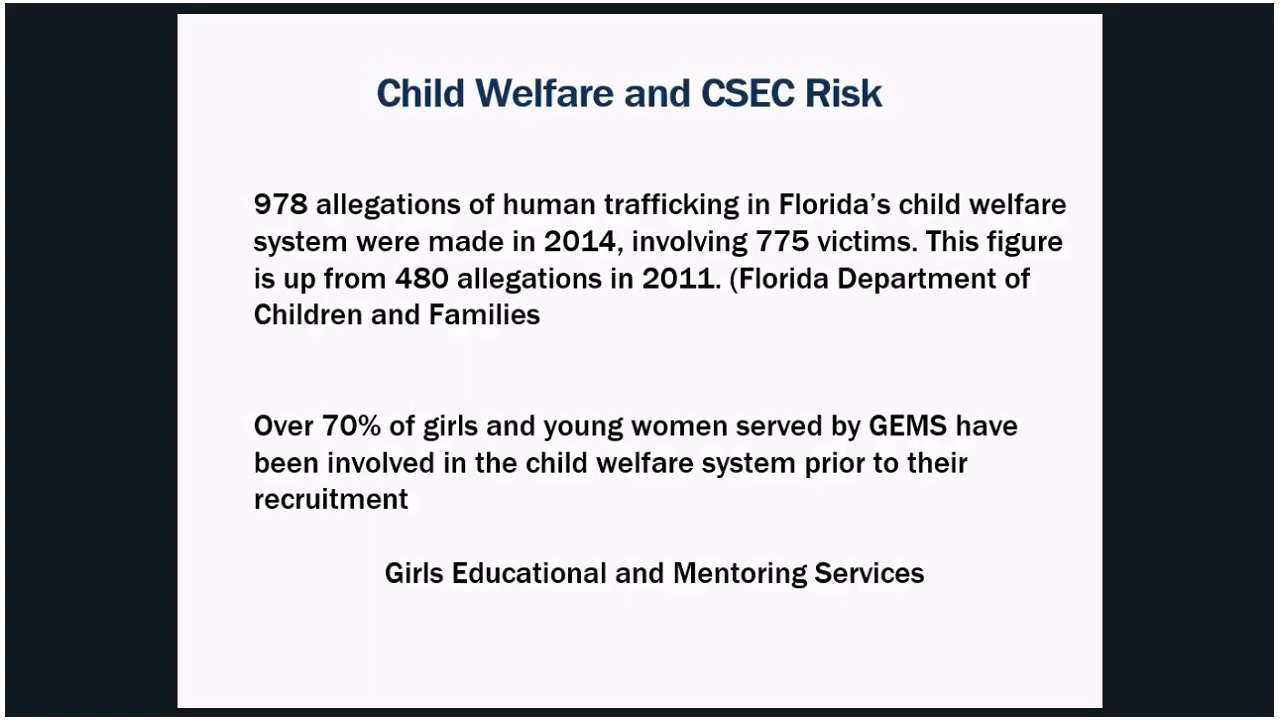 Child Welfare and CSEC Risk
978 allegations of human trafficking in Florida's child welfare
system were made in 2014, involving 775 victims. This figure
is up from 480 allegations in 2011. (Florida Department of
Children and Families
Over 70% of girls and young women served by GEMS have
been involved in the child welfare system prior to their
recruitment
Girls Educational and Mentoring Services